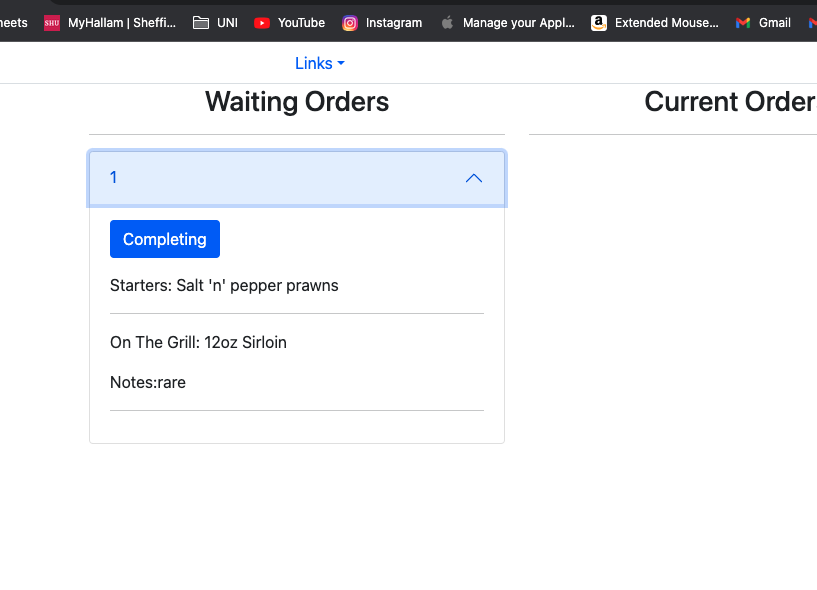 neets SHU MyHallam | Sheffi... UNI YouTube Instagram Manage your Appl... Extended Mouse... Gmail
Links
Waiting Orders
Current Order
1
Completing
Starters: Salt 'n' pepper prawns
On The Grill: 12oz Sirloin
Notes:rare